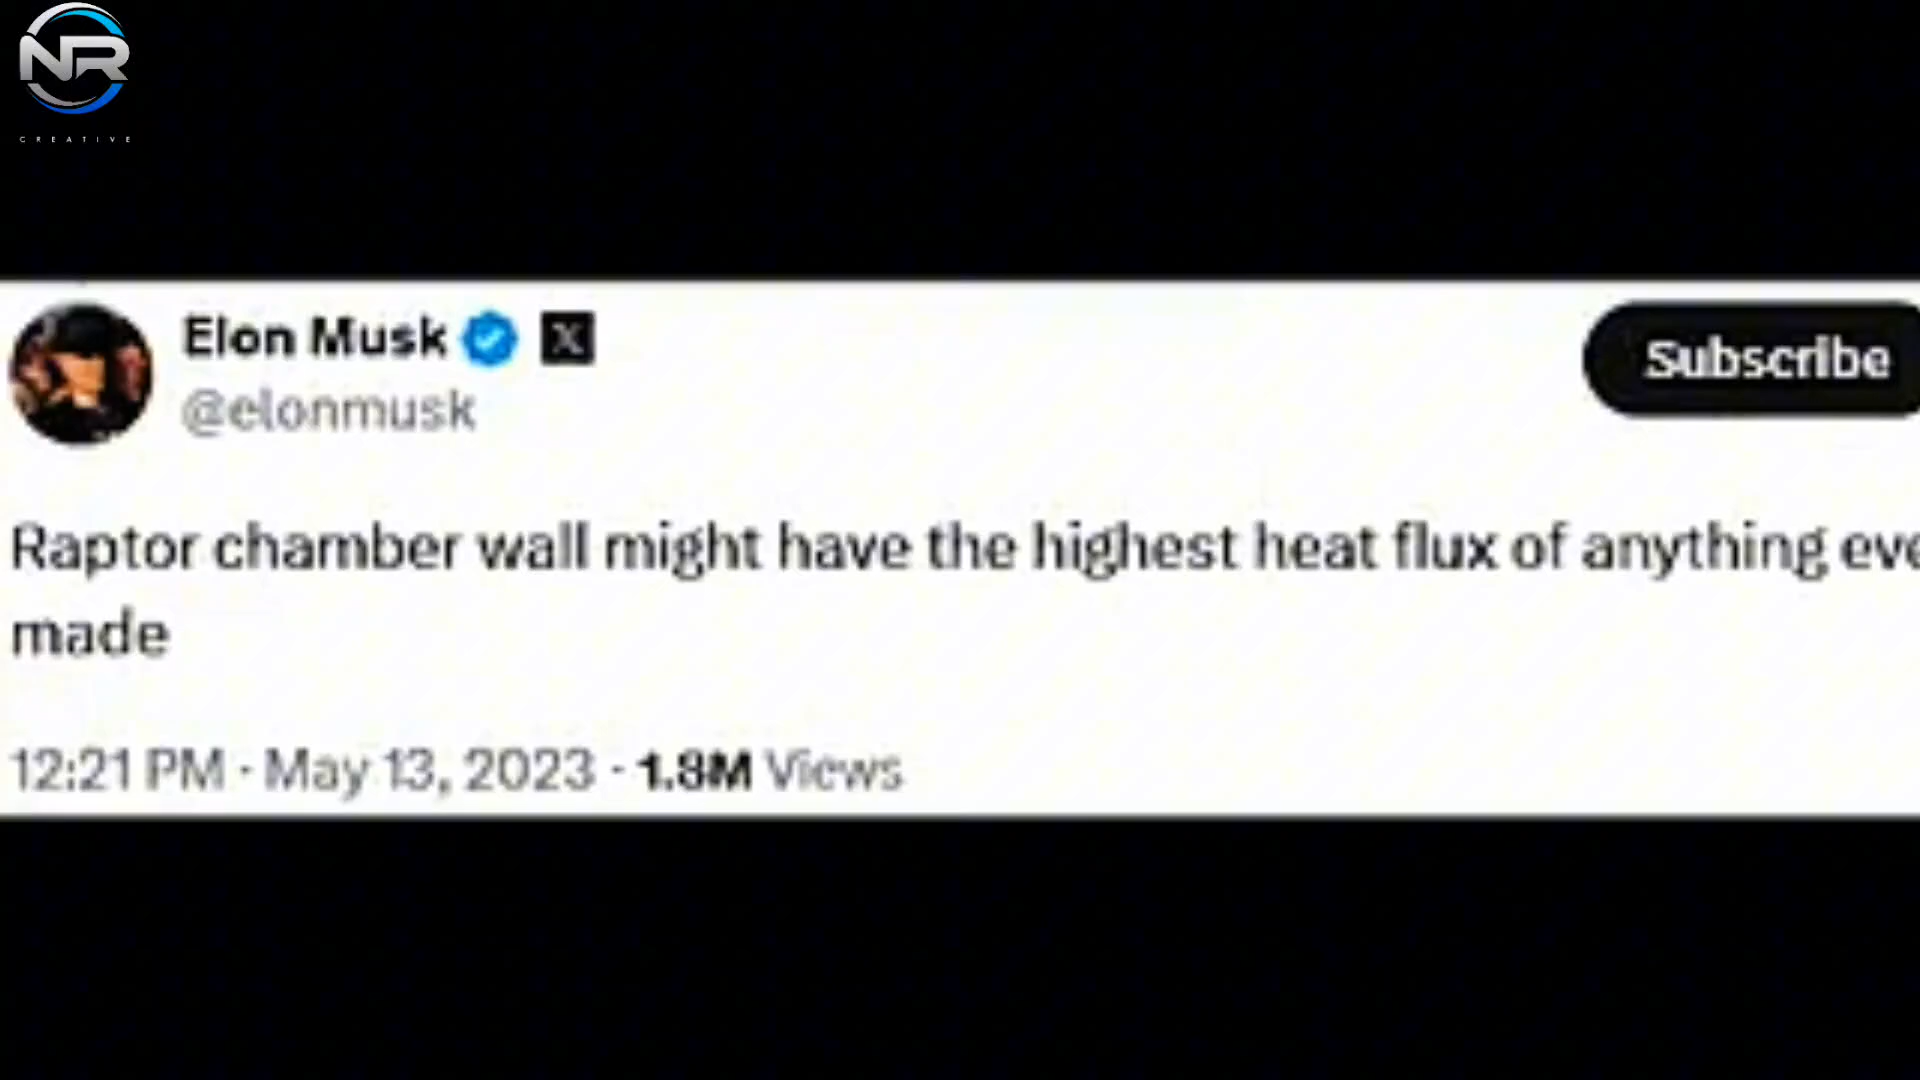 NR
CREATIVE
Elon Musk
@elonmusk
Subscribe
Raptor chamber wall might have the highest heat flux of anything eve
made
12:21 PM · May 13, 2023 · 1.8M Views